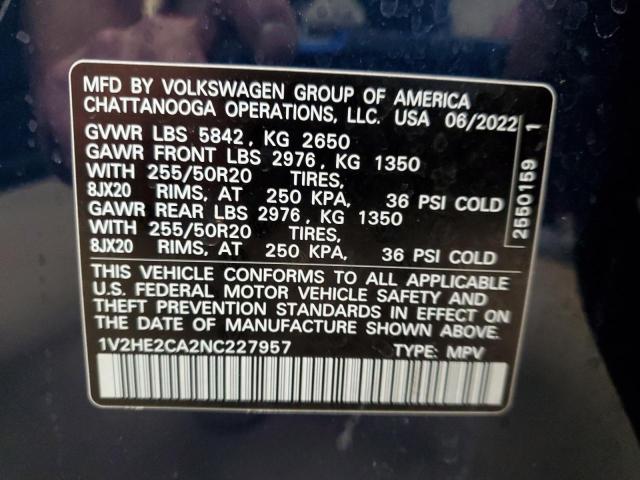 MFD BY VOLKSWAGEN GROUP OF AMERICA
CHATTANOOGA OPERATIONS, LLC. USA 06/2022
GVWR LBS 5842, KG 2650
GAWR FRONT LBS 2976, KG 1350
WITH 255/50R20 TIRES,
8JX20 RIMS, AT 250 KPA, 36 PSI COLD
GAWR REAR LBS 2976, KG 1350
WITH 255/50R20 TIRES,
8JX20 RIMS, AT 250 KPA, 36 PSI COLD
THIS VEHICLE CONFORMS TO ALL APPLICABLE
U.S. FEDERAL MOTOR VEHICLE SAFETY AND
THEFT PREVENTION STANDARDS IN EFFECT ON
THE DATE OF MANUFACTURE SHOWN ABOVE.
1V2HE2CA2NC227957 TYPE: MPV
2550159 1